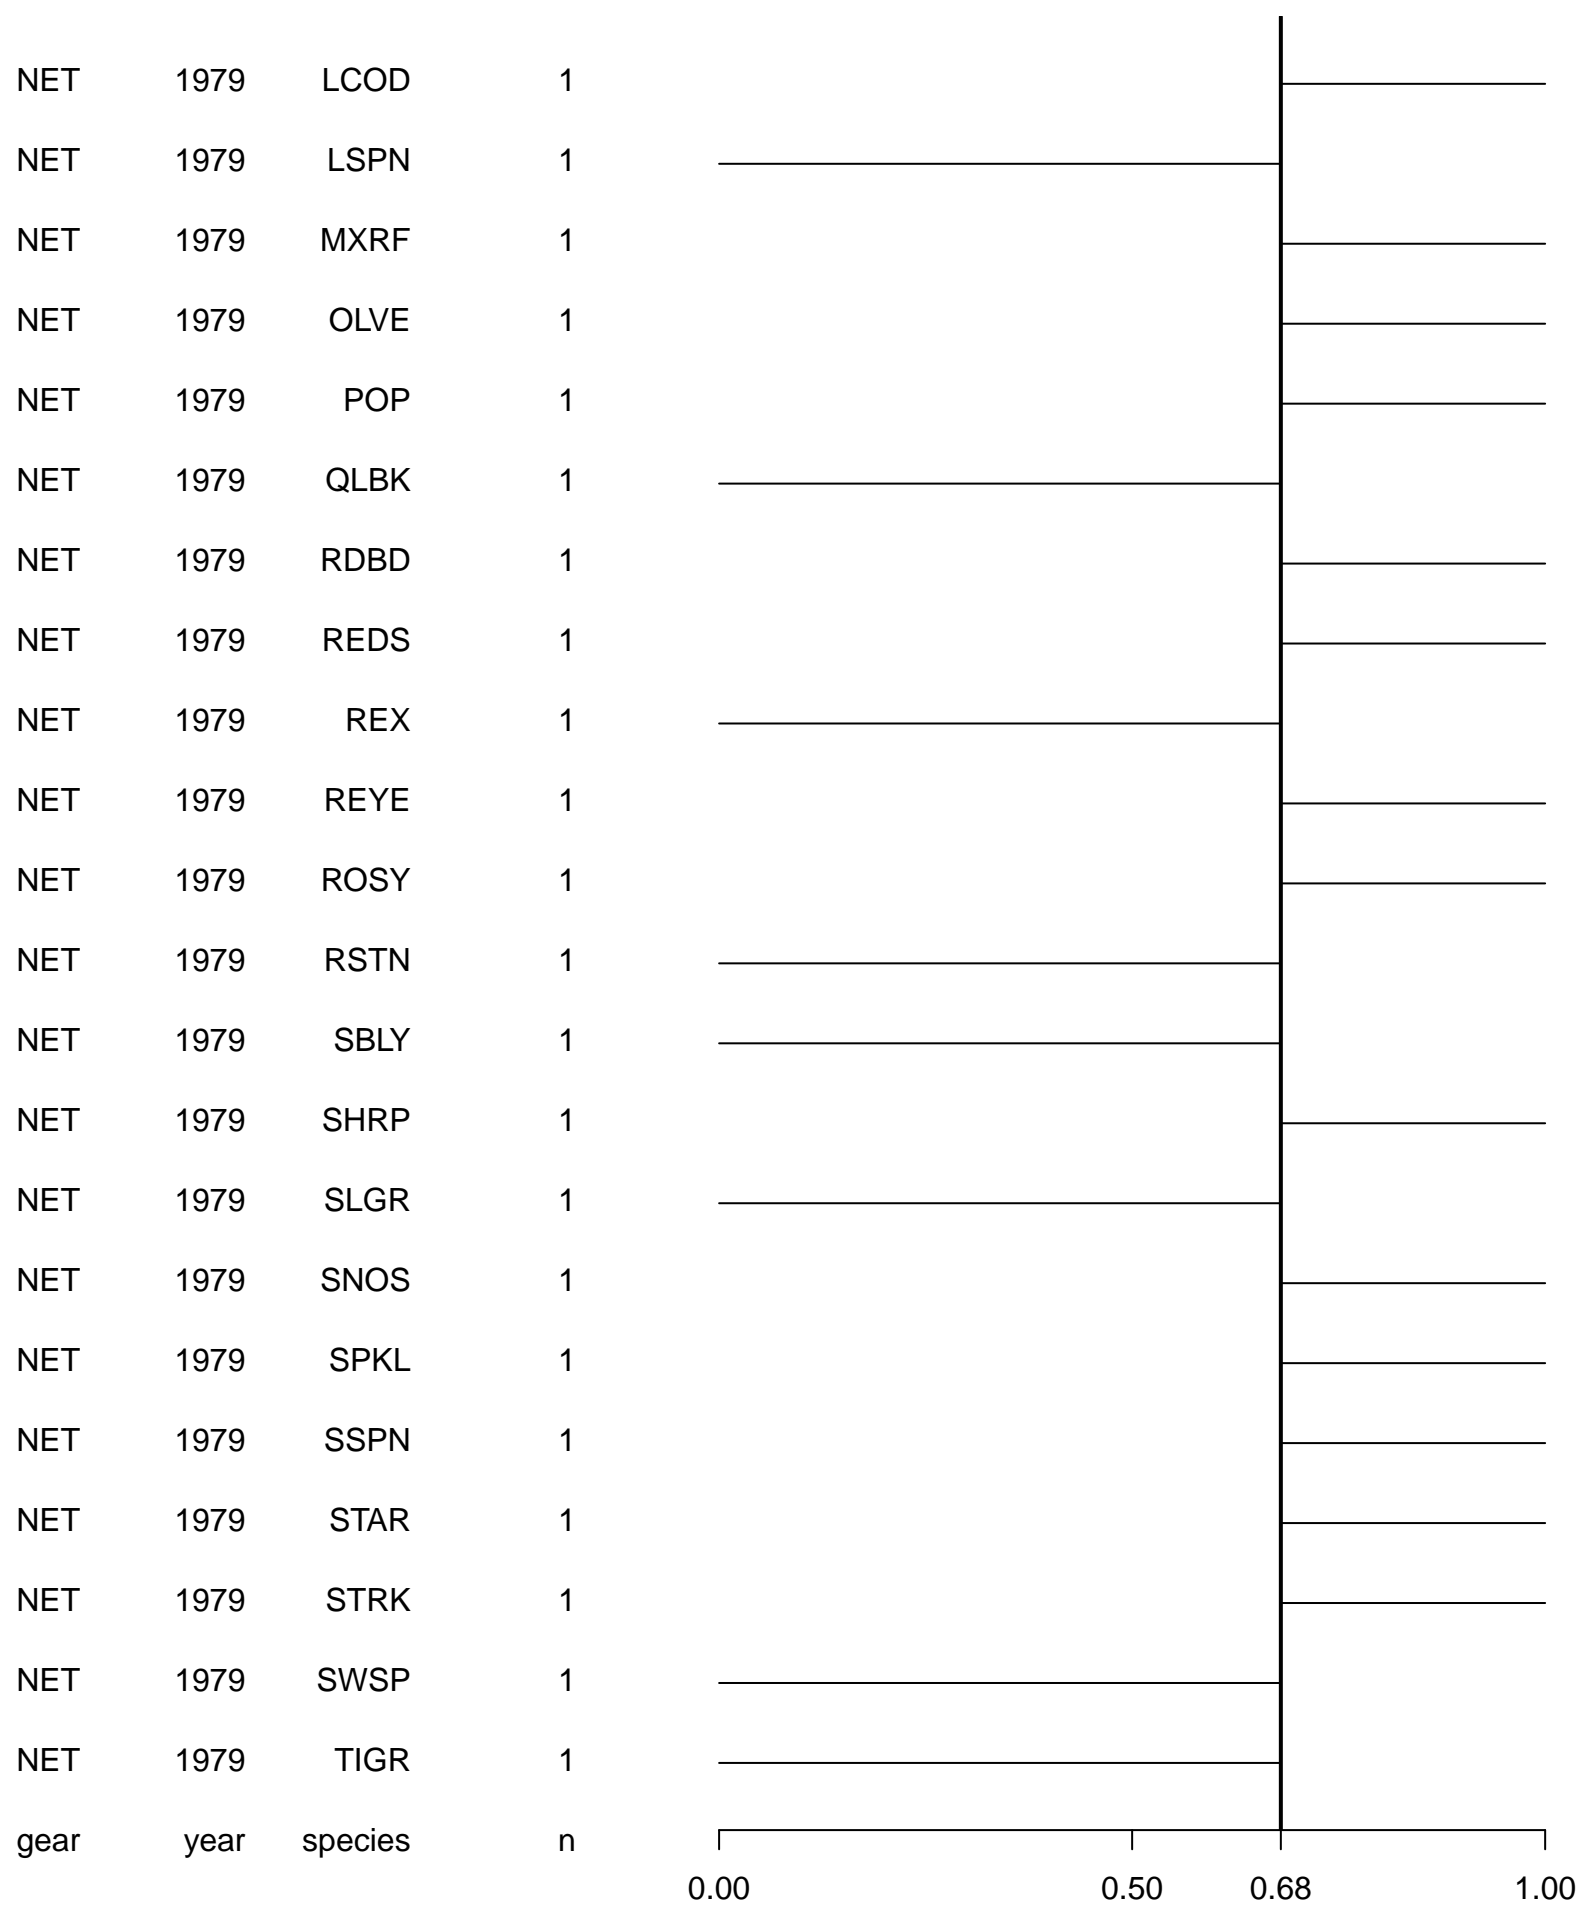 NET 1979 LCOD 1
NET 1979 LSPN 1
NET 1979 MXRF 1
NET 1979 OLVE 1
NET 1979 POP 1
NET 1979 QLBK 1
NET 1979 RDBD 1
NET 1979 REDS 1
NET 1979 REX 1
NET 1979 REYE 1
NET 1979 ROSY 1
NET 1979 RSTN 1
NET 1979 SBLY 1
NET 1979 SHRP 1
NET 1979 SLGR 1
NET 1979 SNOS 1
NET 1979 SPKL 1
NET 1979 SSPN 1
NET 1979 STAR 1
NET 1979 STRK 1
NET 1979 SWSP 1
NET 1979 TIGR 1
gear year species n
0.00 0.50 0.68 1.00